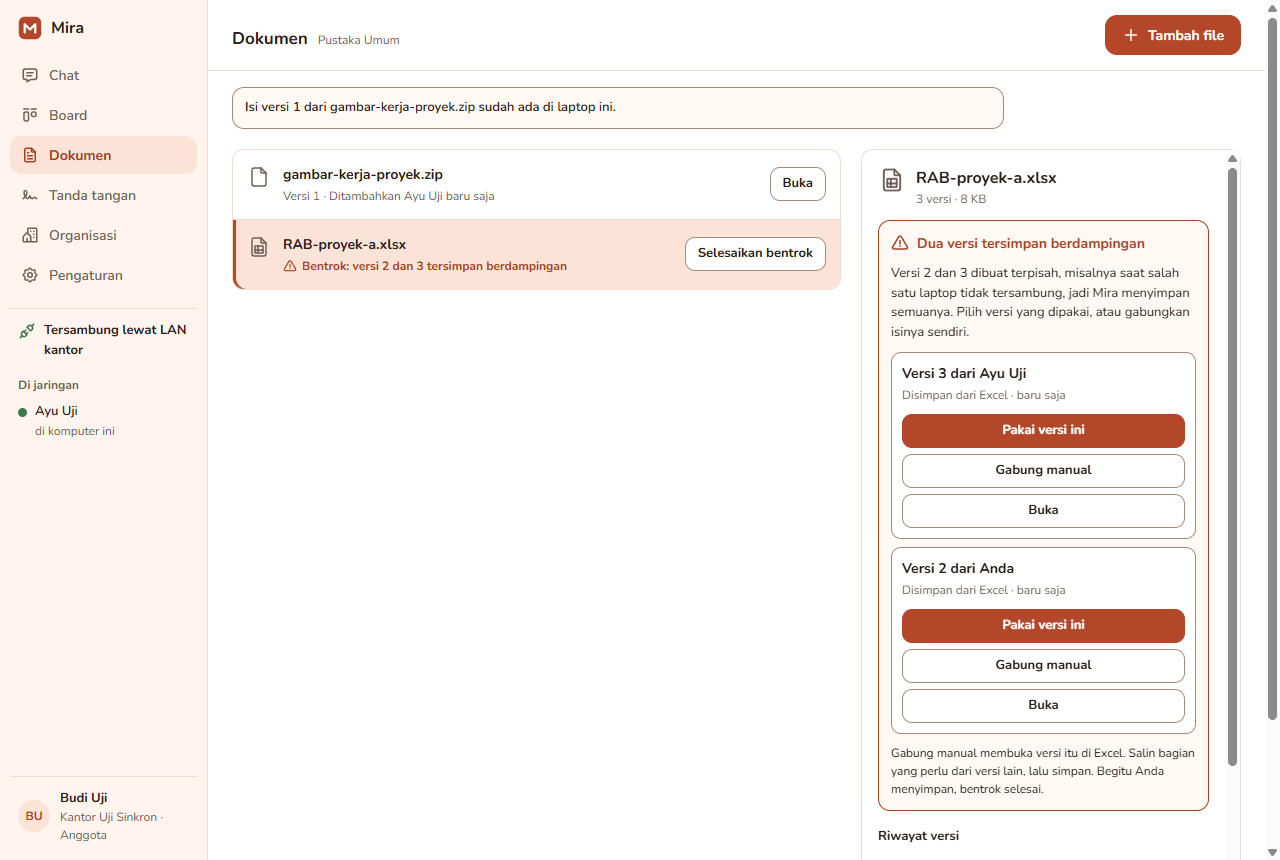 Mira
Chat
Board
Dokumen
Tanda tangan
Organisasi
Pengaturan
Tersambung lewat LAN
kantor
Di jaringan
Ayu Uji
di komputer ini
BU
Budi Uji
Kantor Uji Sinkron ·
Anggota
Dokumen Pustaka Umum
Tambah file
Isi versi 1 dari gambar-kerja-proyek.zip sudah ada di laptop ini.
gambar-kerja-proyek.zip
Versi 1 · Ditambahkan Ayu Uji baru saja
Buka
RAB-proyek-a.xlsx
Bentrok: versi 2 dan 3 tersimpan berdampingan
Selesaikan bentrok
RAB-proyek-a.xlsx
3 versi · 8 KB
Dua versi tersimpan berdampingan
Versi 2 dan 3 dibuat terpisah, misalnya saat salah
satu laptop tidak tersambung, jadi Mira menyimpan
semuanya. Pilih versi yang dipakai, atau gabungkan
isinya sendiri.
Versi 3 dari Ayu Uji
Disimpan dari Excel · baru saja
Pakai versi ini
Gabung manual
Buka
Versi 2 dari Anda
Disimpan dari Excel · baru saja
Pakai versi ini
Gabung manual
Buka
Gabung manual membuka versi itu di Excel. Salin bagian
yang perlu dari versi lain, lalu simpan. Begitu Anda
menyimpan, bentrok selesai.
Riwayat versi